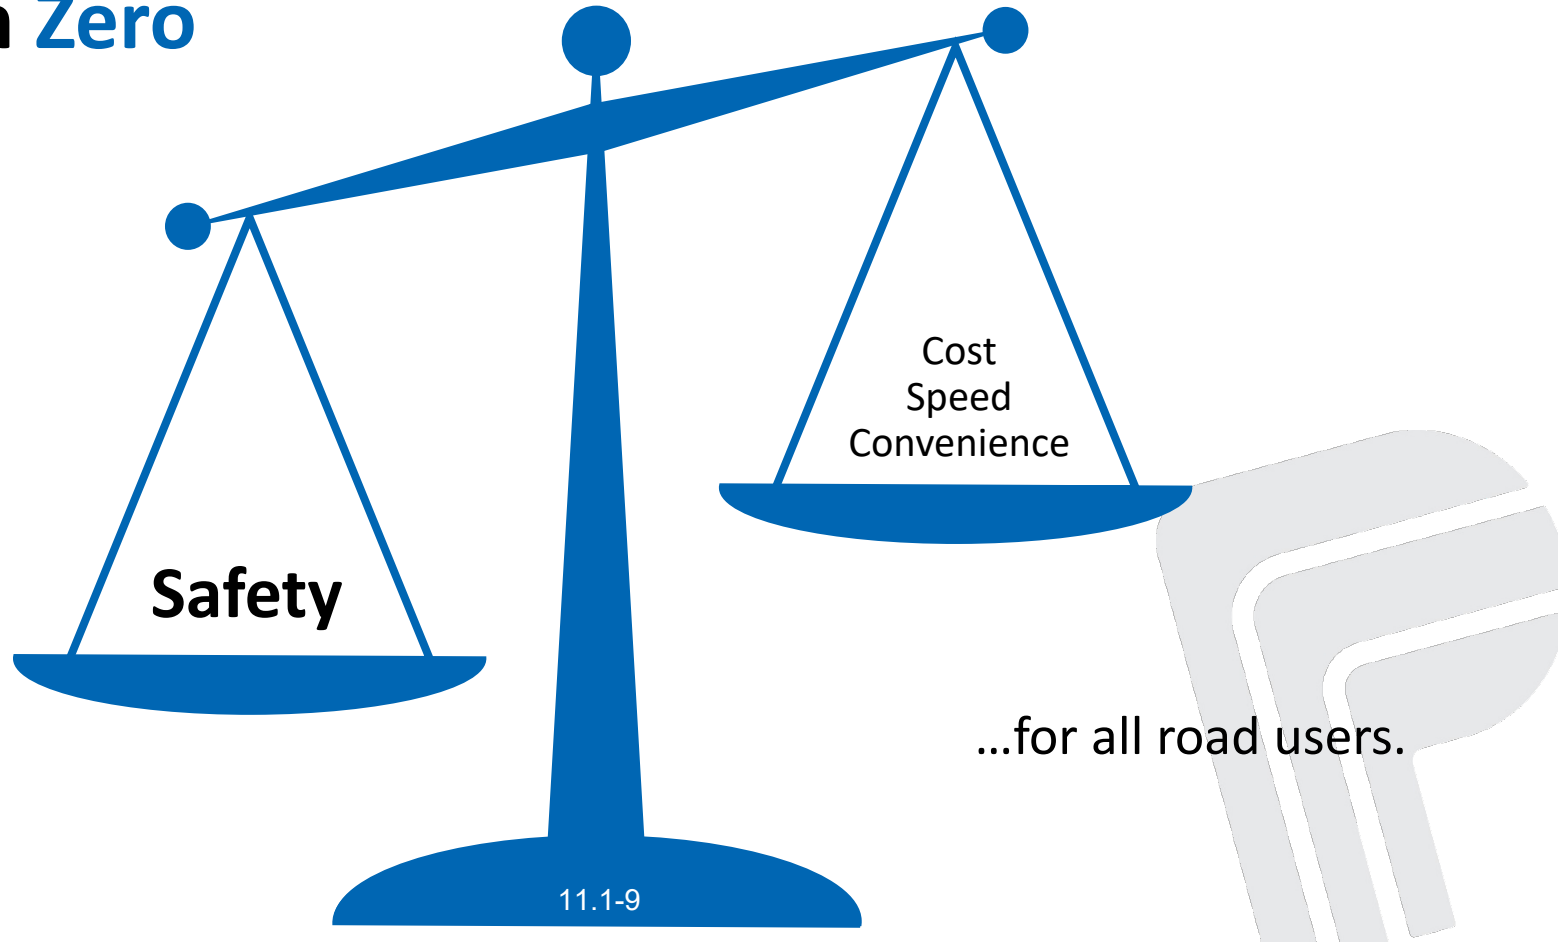 Zero
Cost
Speed
Convenience
Safety
…for all road users.
11.1-9